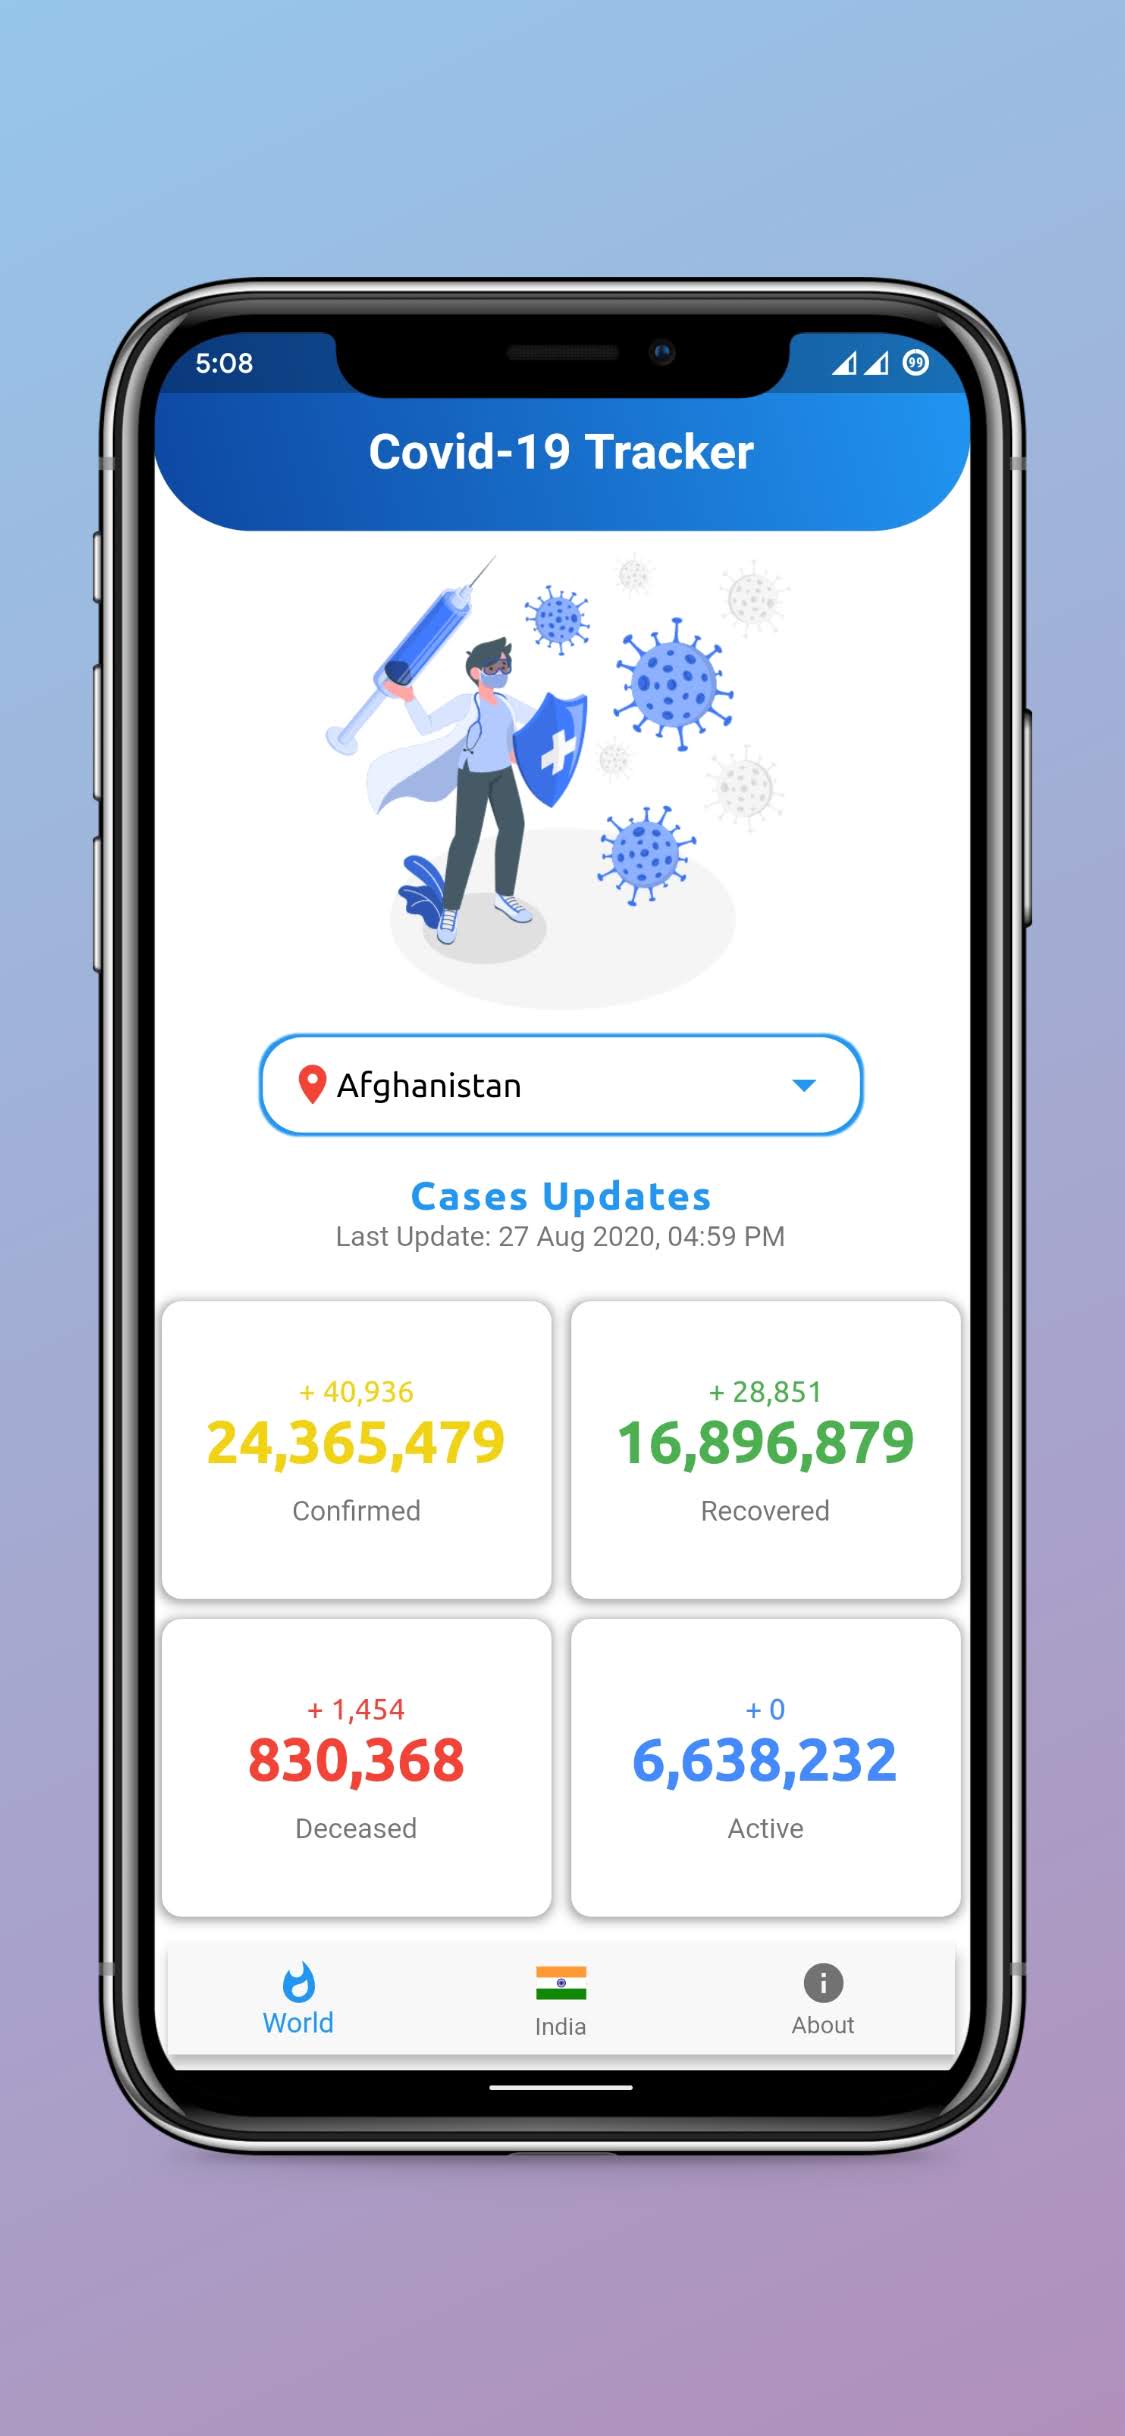 5:08
99
Covid-19 Tracker
Afghanistan
Cases Updates
Last Update: 27 Aug 2020, 04:59 PM
+ 40,936
24,365,479
Confirmed
+ 28,851
16,896,879
Recovered
+ 1,454
830,368
Deceased
+ 0
6,638,232
Active
World
India
About